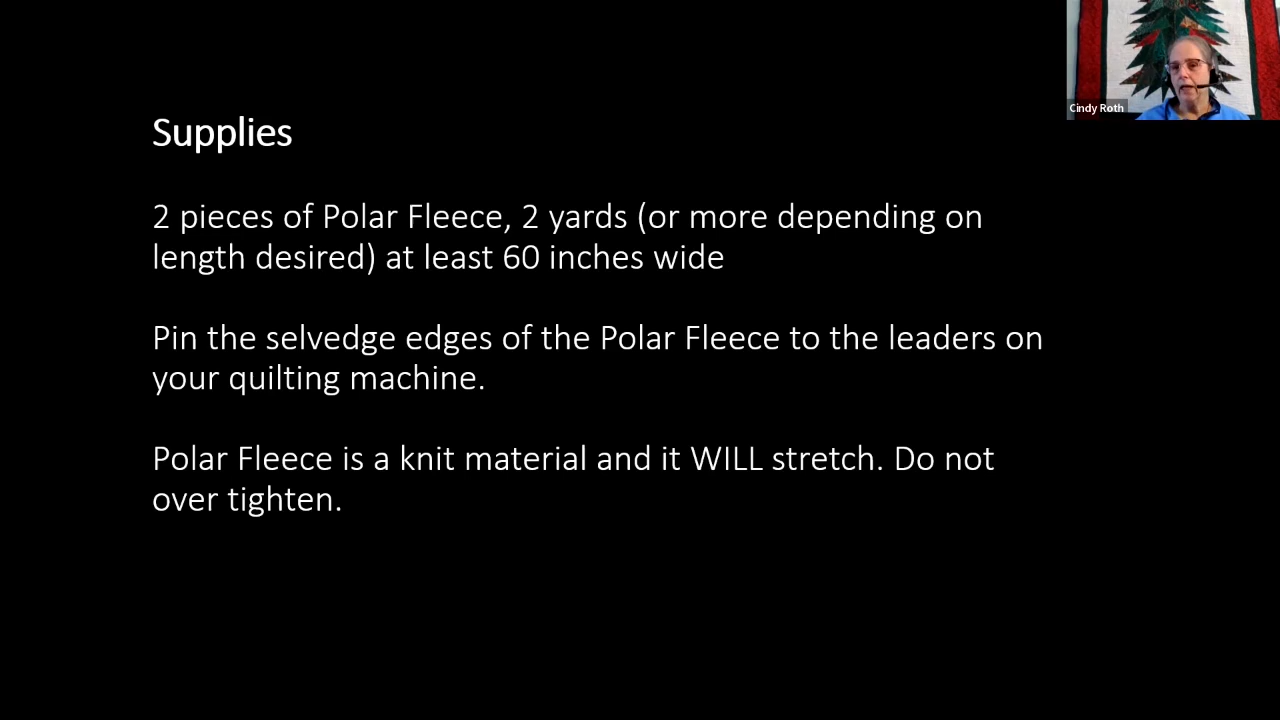 Cindy Roth
Supplies
2 pieces of Polar Fleece, 2 yards (or more depending on
length desired) at least 60 inches wide
Pin the selvedge edges of the Polar Fleece to the leaders on
your quilting machine.
Polar Fleece is a knit material and it WILL stretch. Do not
over tighten.